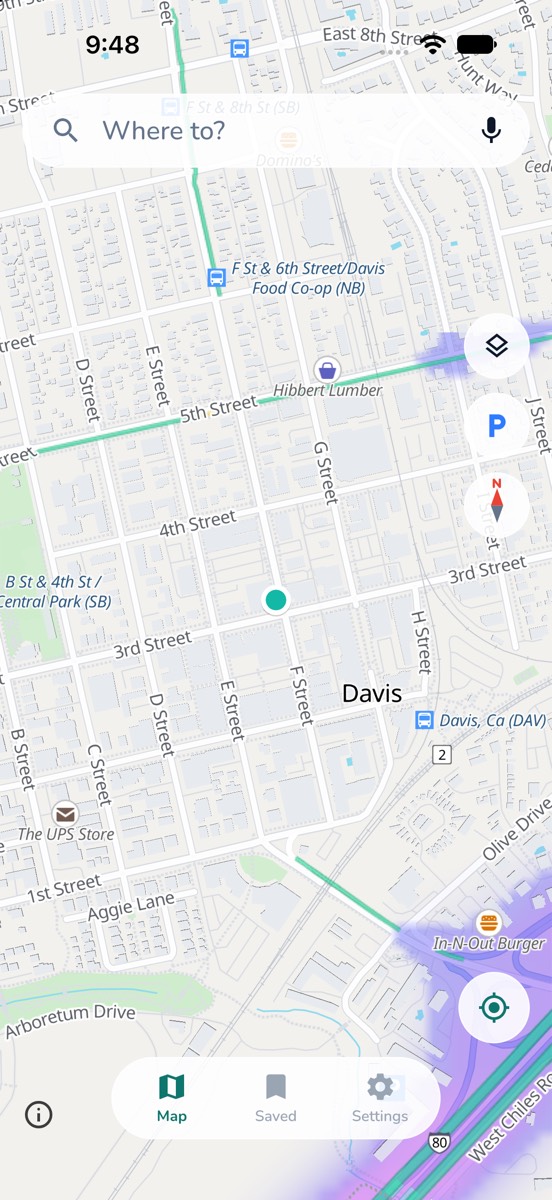 9th Street
eet
9:48
East 8th Street
Hunt Way
h Street
F St & 8th St (SB)
Where to?
Domino's
Ced
F St & 6th Street/Davis
Food Co-op (NB)
treet
D Street
E Street
Hibbert Lumber
5th Street
J Street
P
treet
G Street
N
I Street
4th Street
B St & 4th St /
Central Park (SB)
3rd Street
3rd Street
H Street
Davis
F Street
E Street
D Street
Davis, Ca (DAV)
B Street
C Street
2
The UPS Store
Olive Drive
1st Street
Aggie Lane
In-N-Out Burger
Arboretum Drive
Map
Saved
Settings
80
West Chiles Ro